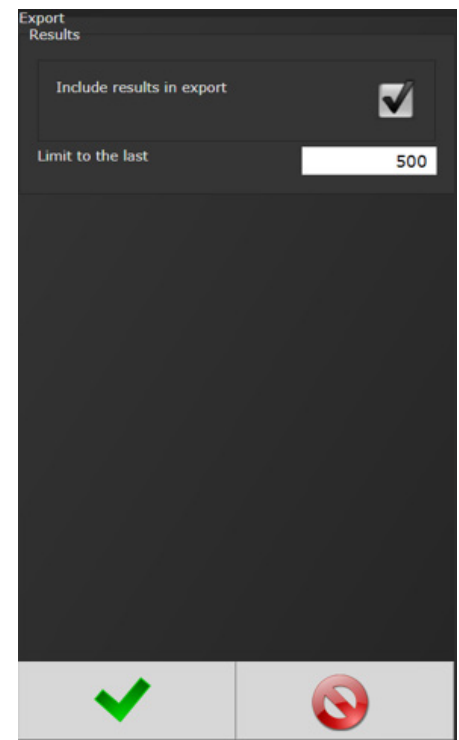 Export
Results
Include results in export
Limit to the last
500